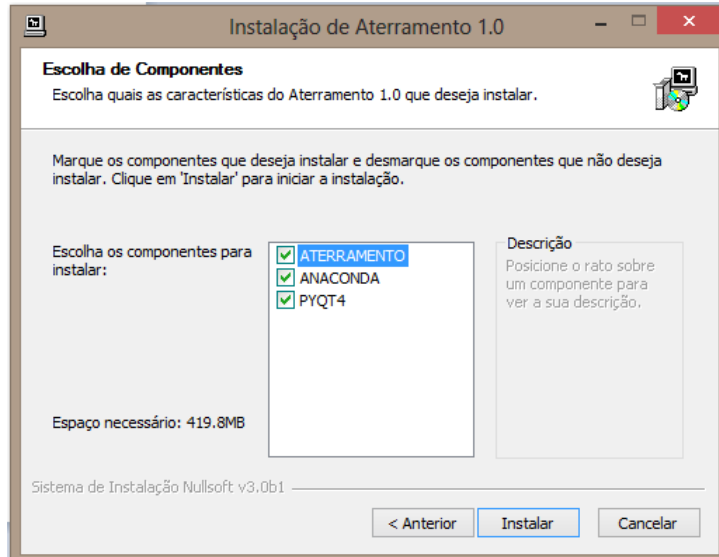 Instalação de Aterramento 1.0
Escolha de Componentes
Escolha quais as características do Aterramento 1.0 que deseja instalar.
Marque os componentes que deseja instalar e desmarque os componentes que não deseja
instalar. Clique em 'Instalar' para iniciar a instalação.
Escolha os componentes para
instalar:
ATERRAMENTO
ANACONDA
PYQT4
Descrição
Posicione o rato sobre
um componente para
ver a sua descrição.
Espaço necessário: 419.8MB
Sistema de Instalação Nullsoft v3.0b1
< Anterior
Instalar
Cancelar